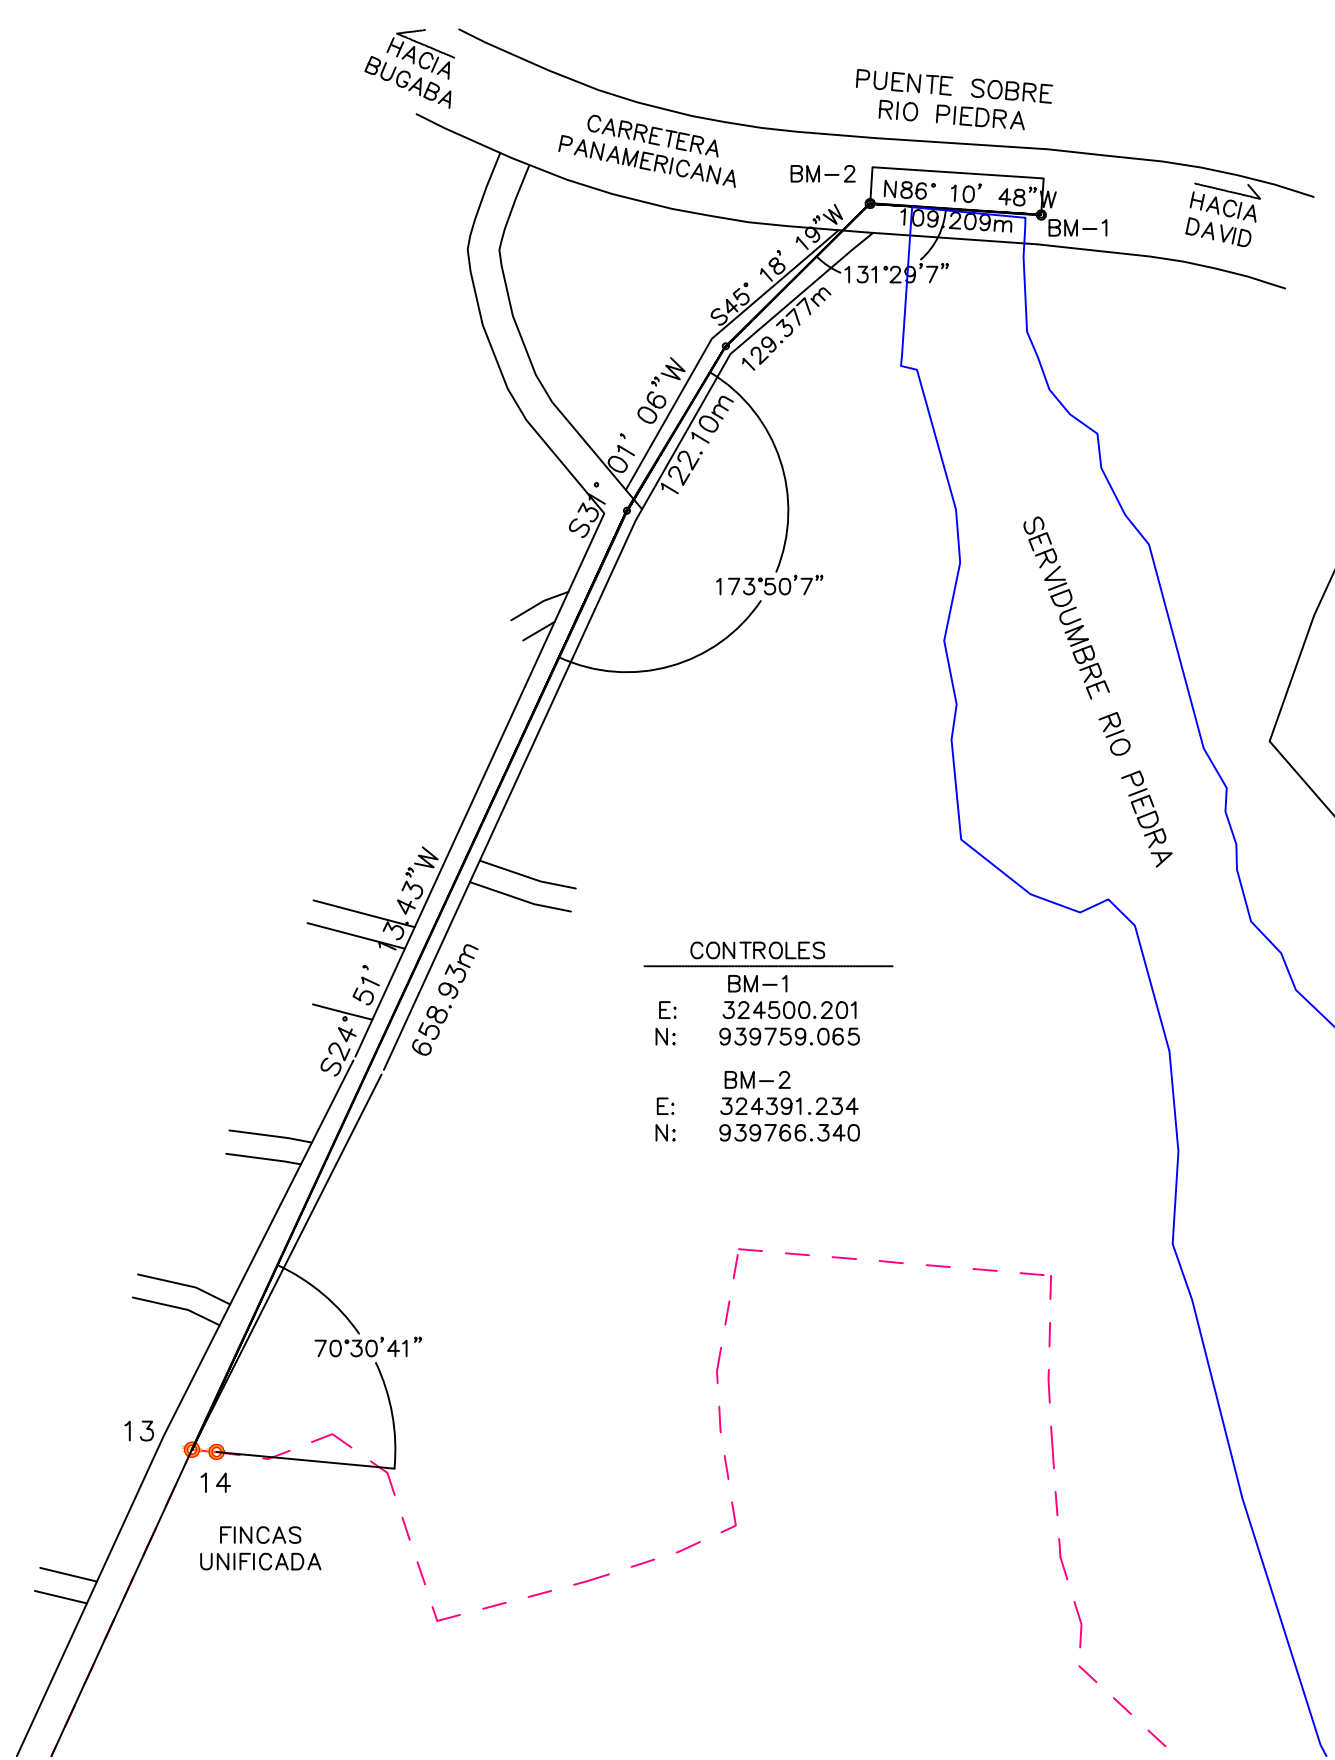 HACIA
BUGABA
PUENTE SOBRE
RIO PIEDRA
CARRETERA
PANAMERICANA
BM-2
N86° 10' 48"W
109.209m
BM-1
HACIA
DAVID
S45° 18' 19"W
129.377m
131°29'7"
S31° 01' 06"W
122.10m
173°50'7"
SERVIDUMBRE RIO PIEDRA
S24° 51' 13.43"W
658.93m
CONTROLES
BM-1
E: 324500.201
N: 939759.065
BM-2
E: 324391.234
N: 939766.340
70°30'41"
13
14
FINCAS
UNIFICADA